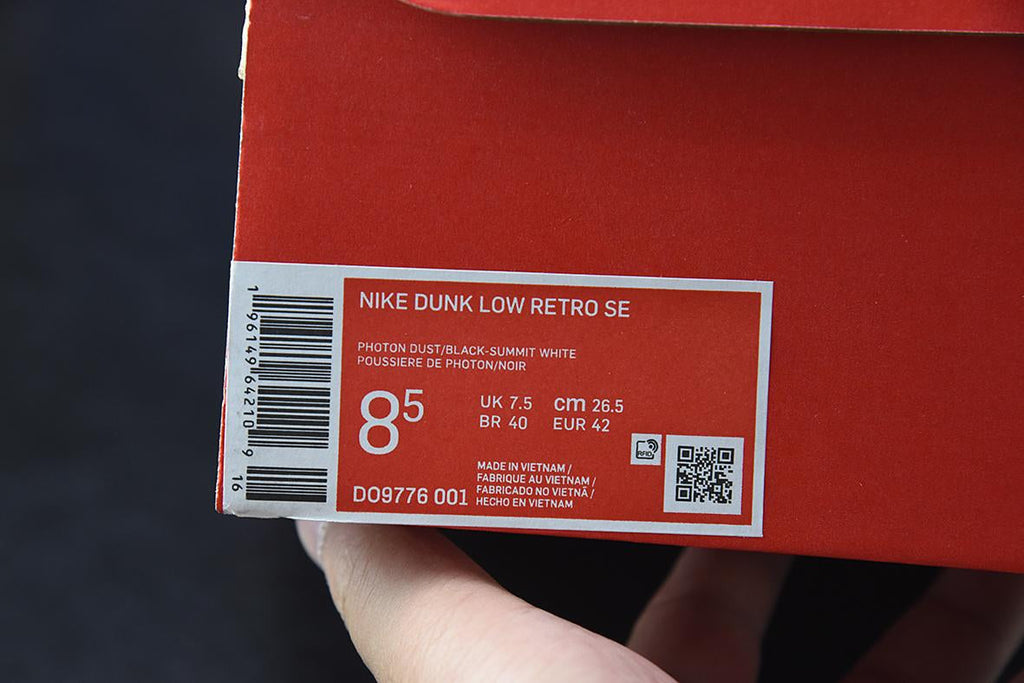 NIKE DUNK LOW RETRO SE
PHOTON DUST/BLACK-SUMMIT WHITE
POUSSIERE DE PHOTON/NOIR
8⁵
UK 7.5 cm 26.5
BR 40 EUR 42
RFID
MADE IN VIETNAM /
FABRIQUE AU VIETNAM /
FABRICADO NO VIETNÃ /
HECHO EN VIETNAM
DO9776 001
1 96149 64210 9
16